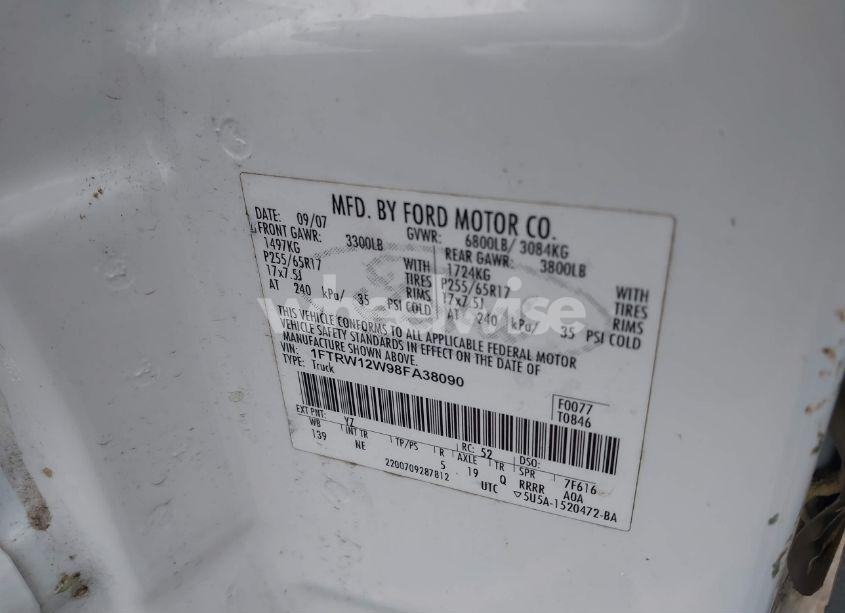 MFD. BY FORD MOTOR CO.
DATE: 09/07 GVWR: 6800LB/ 3084KG
FRONT GAWR: 3300LB REAR GAWR: 3800LB
1497KG WITH 1724KG WITH
P255/65R17 TIRES P255/65R17 TIRES
17x7.5J RIMS 17x7.5J RIMS
AT 240 kPa/ 35 PSI COLD AT 240 kPa/ 35 PSI COLD
THIS VEHICLE CONFORMS TO ALL APPLICABLE FEDERAL MOTOR
VEHICLE SAFETY STANDARDS IN EFFECT ON THE DATE OF
MANUFACTURE SHOWN ABOVE.
VIN: 1FTRW12W98FA38090
TYPE: Truck
F0077
T0846
EXT PNT: YZ RC: 52 DSO:
WB INT TR TP/PS R AXLE TR SPR 7F616
139 NE 5 19 Q RRRR AOA
2200709287812 UTC ▽5U5A-1520472-BA
wheelwise